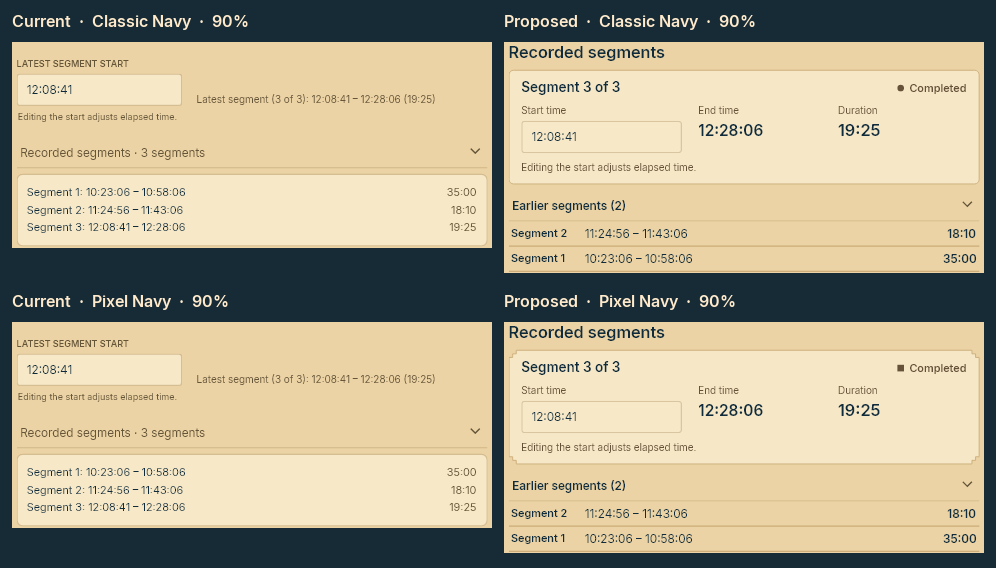 Current · Classic Navy · 90%
LATEST SEGMENT START
12:08:41
Latest segment (3 of 3): 12:08:41 – 12:28:06 (19:25)
Editing the start adjusts elapsed time.
Recorded segments · 3 segments
Segment 1: 10:23:06 – 10:58:06 35:00
Segment 2: 11:24:56 – 11:43:06 18:10
Segment 3: 12:08:41 – 12:28:06 19:25
Proposed · Classic Navy · 90%
Recorded segments
Segment 3 of 3 Completed
Start time End time Duration
12:08:41 12:28:06 19:25
Editing the start adjusts elapsed time.
Earlier segments (2)
Segment 2 11:24:56 – 11:43:06 18:10
Segment 1 10:23:06 – 10:58:06 35:00
Current · Pixel Navy · 90%
LATEST SEGMENT START
12:08:41
Latest segment (3 of 3): 12:08:41 – 12:28:06 (19:25)
Editing the start adjusts elapsed time.
Recorded segments · 3 segments
Segment 1: 10:23:06 – 10:58:06 35:00
Segment 2: 11:24:56 – 11:43:06 18:10
Segment 3: 12:08:41 – 12:28:06 19:25
Proposed · Pixel Navy · 90%
Recorded segments
Segment 3 of 3 Completed
Start time End time Duration
12:08:41 12:28:06 19:25
Editing the start adjusts elapsed time.
Earlier segments (2)
Segment 2 11:24:56 – 11:43:06 18:10
Segment 1 10:23:06 – 10:58:06 35:00